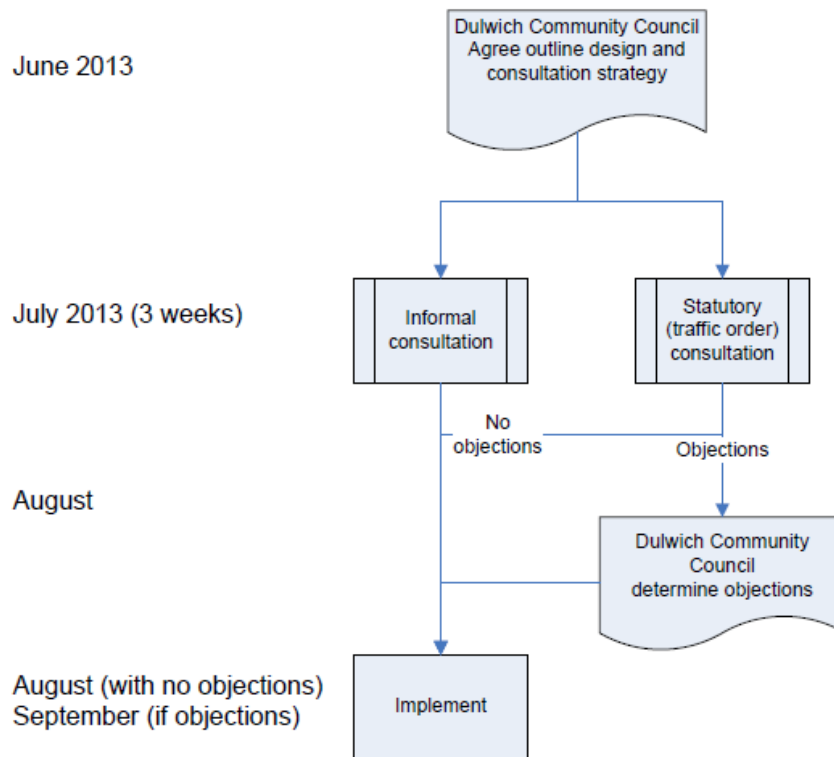 June 2013
Dulwich Community Council
Agree outline design and
consultation strategy
July 2013 (3 weeks)
Informal
consultation
Statutory
(traffic order)
consultation
No
objections
Objections
August
Dulwich Community
Council
determine objections
August (with no objections)
September (if objections)
Implement